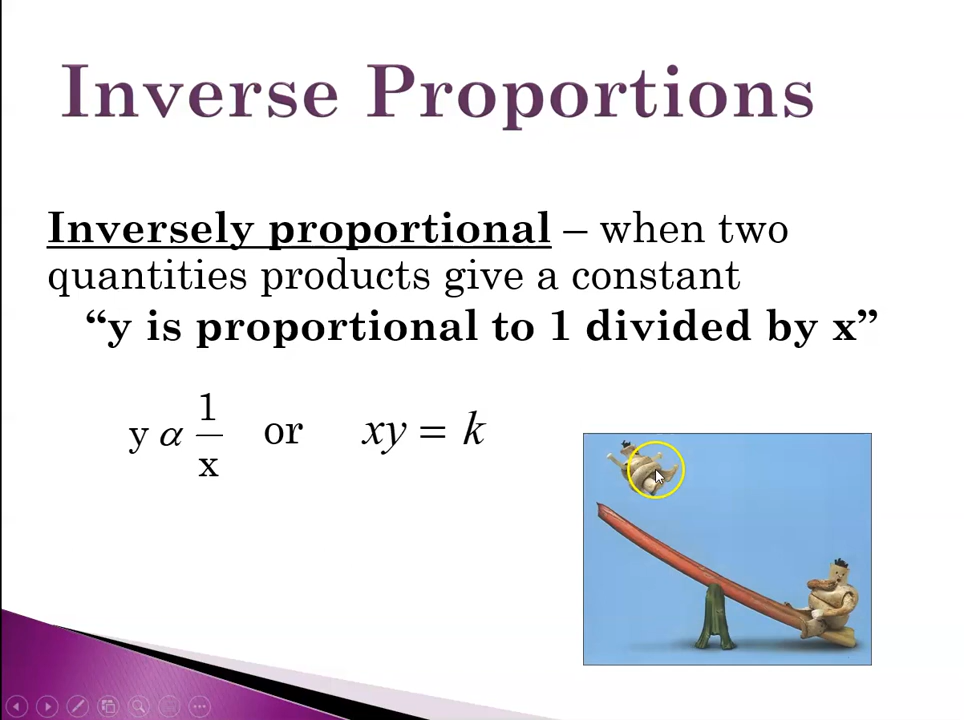 Inverse Proportions
Inversely proportional – when two
quantities products give a constant
“y is proportional to 1 divided by x”
y α 1/x or xy = k